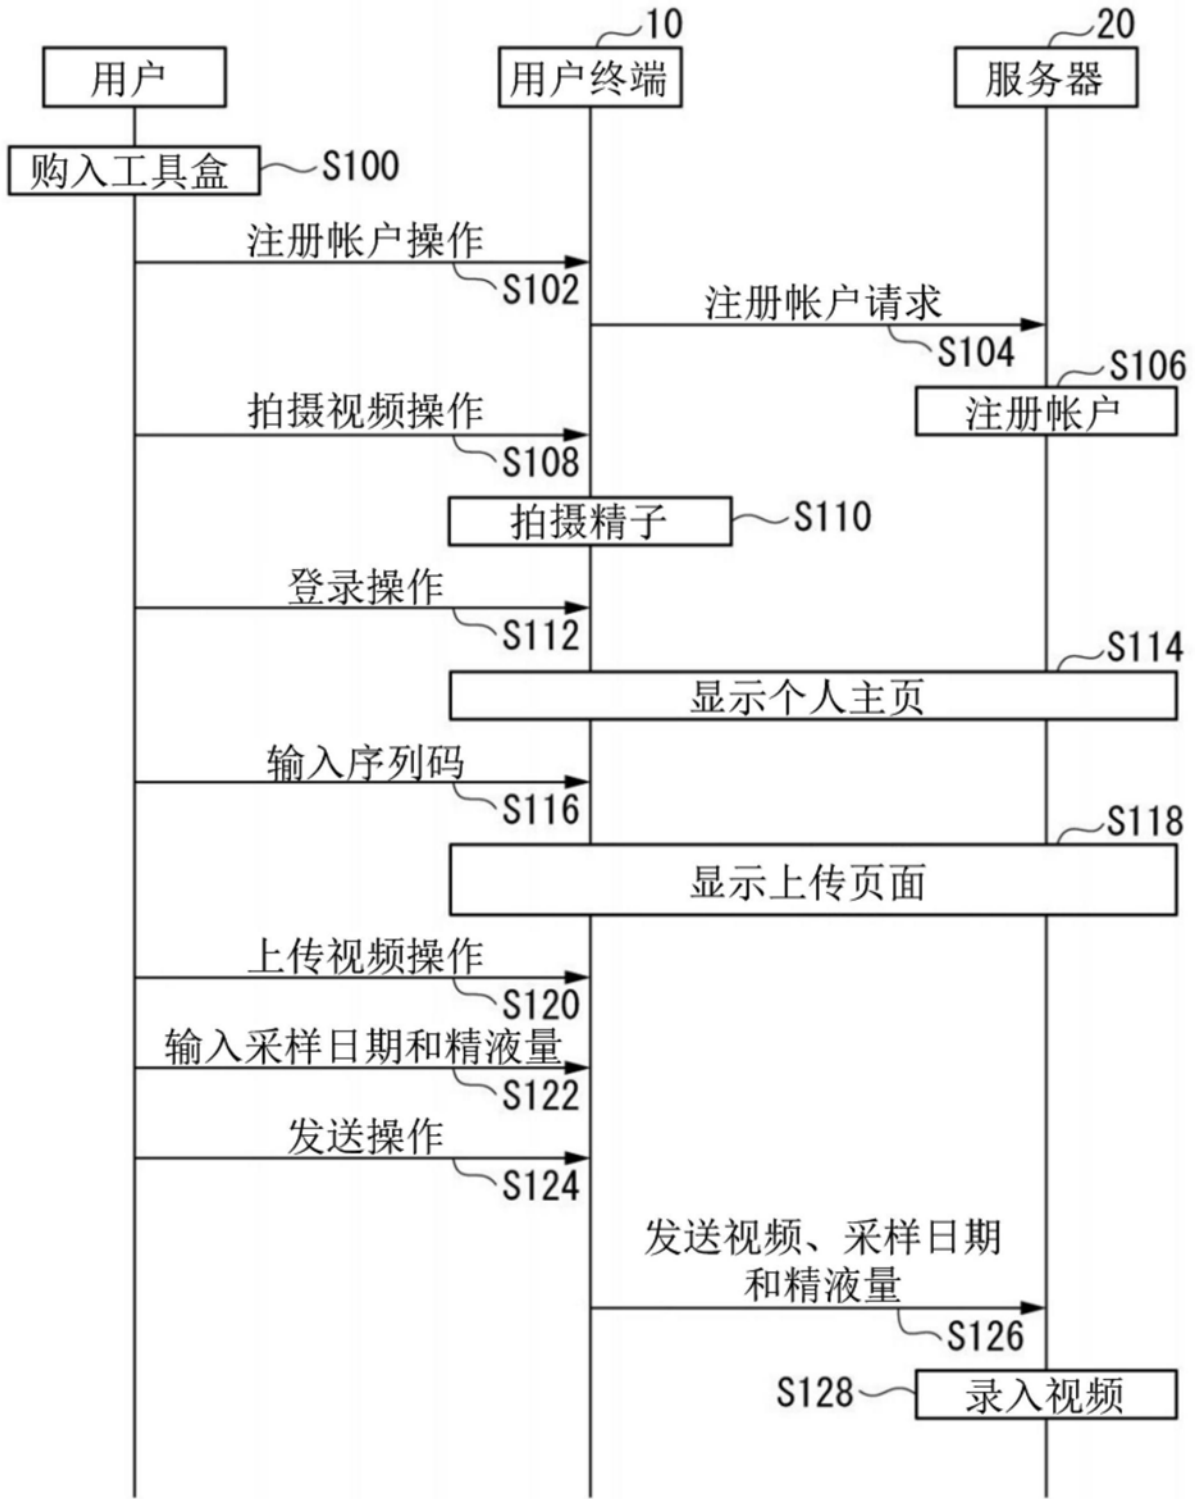 10
20
用户
用户终端
服务器
购入工具盒
S100
注册帐户操作
S102
注册帐户请求
S104
S106
注册帐户
拍摄视频操作
S108
拍摄精子
S110
登录操作
S112
S114
显示个人主页
输入序列码
S116
S118
显示上传页面
上传视频操作
S120
输入采样日期和精液量
S122
发送操作
S124
发送视频、采样日期
和精液量
S126
S128
录入视频